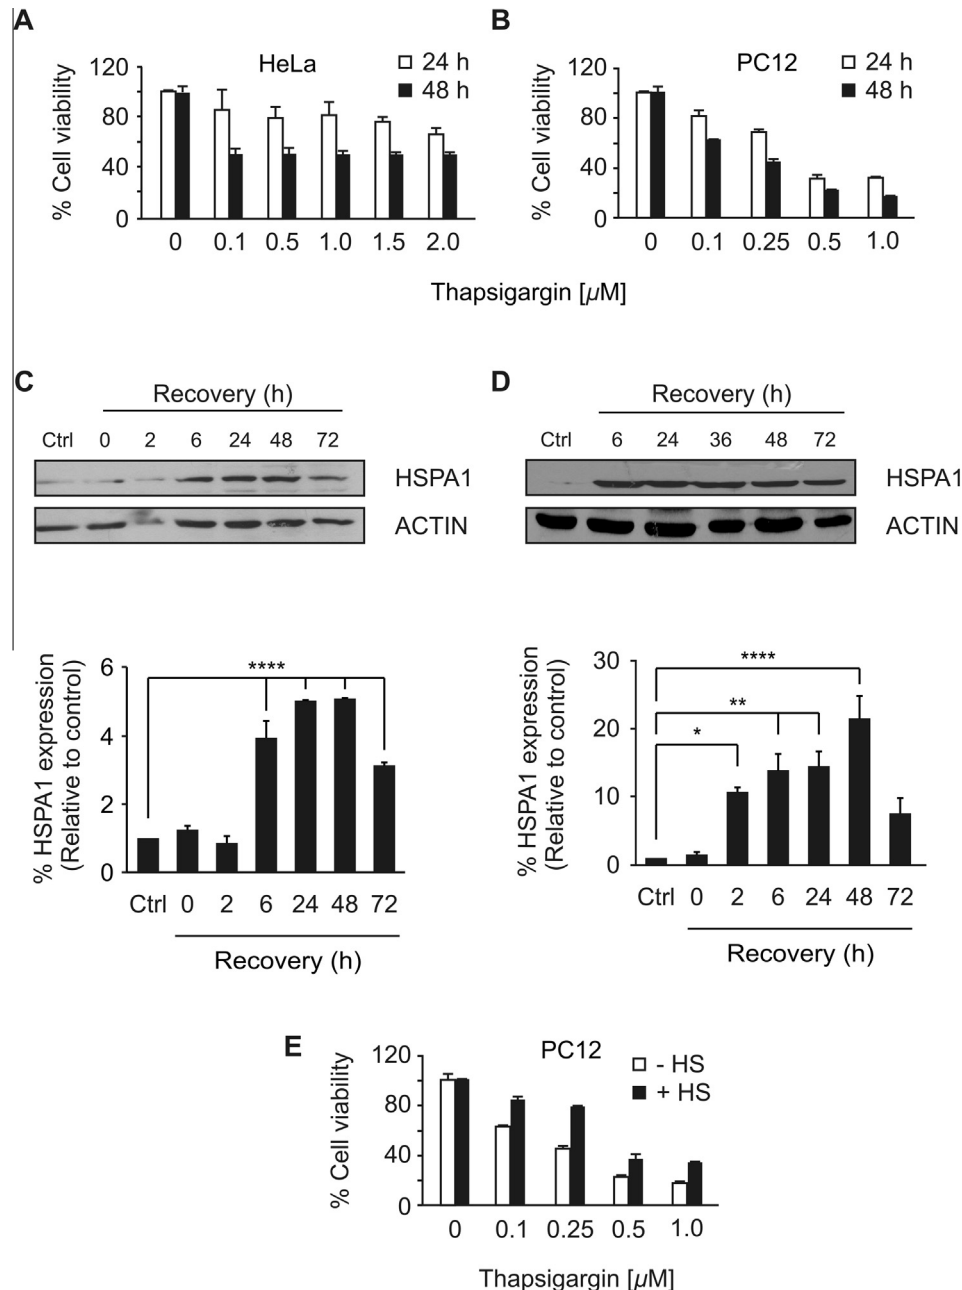 A
HeLa
24 h
48 h
% Cell viability
120
80
40
0
0 0.1 0.5 1.0 1.5 2.0
B
PC12
24 h
48 h
% Cell viability
120
80
40
0
0 0.1 0.25 0.5 1.0
Thapsigargin [µM]
C
Recovery (h)
Ctrl 0 2 6 24 48 72
HSPA1
ACTIN
D
Recovery (h)
Ctrl 6 24 36 48 72
HSPA1
ACTIN
% HSPA1 expression
(Relative to control)
6
4
2
0
****
Ctrl 0 2 6 24 48 72
Recovery (h)
% HSPA1 expression
(Relative to control)
30
20
10
0
****
**
*
Ctrl 0 2 6 24 48 72
Recovery (h)
E
PC12
- HS
+ HS
% Cell viability
120
80
40
0
0 0.1 0.25 0.5 1.0
Thapsigargin [µM]